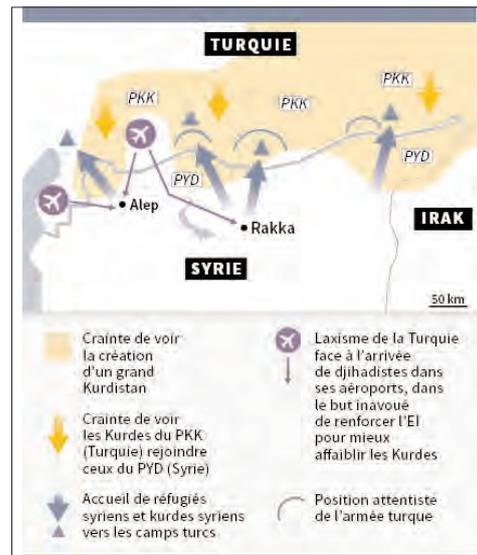 TURQUIE
PKK
PKK
PKK
PYD
PYD
Alep
Rakka
IRAK
SYRIE
50 km
Crainte de voir
la création
d'un grand
Kurdistan
Crainte de voir
les Kurdes du PKK
(Turquie) rejoindre
ceux du PYD (Syrie)
Accueil de réfugiés
syriens et kurdes syriens
vers les camps turcs
Laxisme de la Turquie
face à l'arrivée
de djihadistes dans
ses aéroports, dans
le but inavoué
de renforcer l'EI
pour mieux
affaiblir les Kurdes
Position attentiste
de l'armée turque